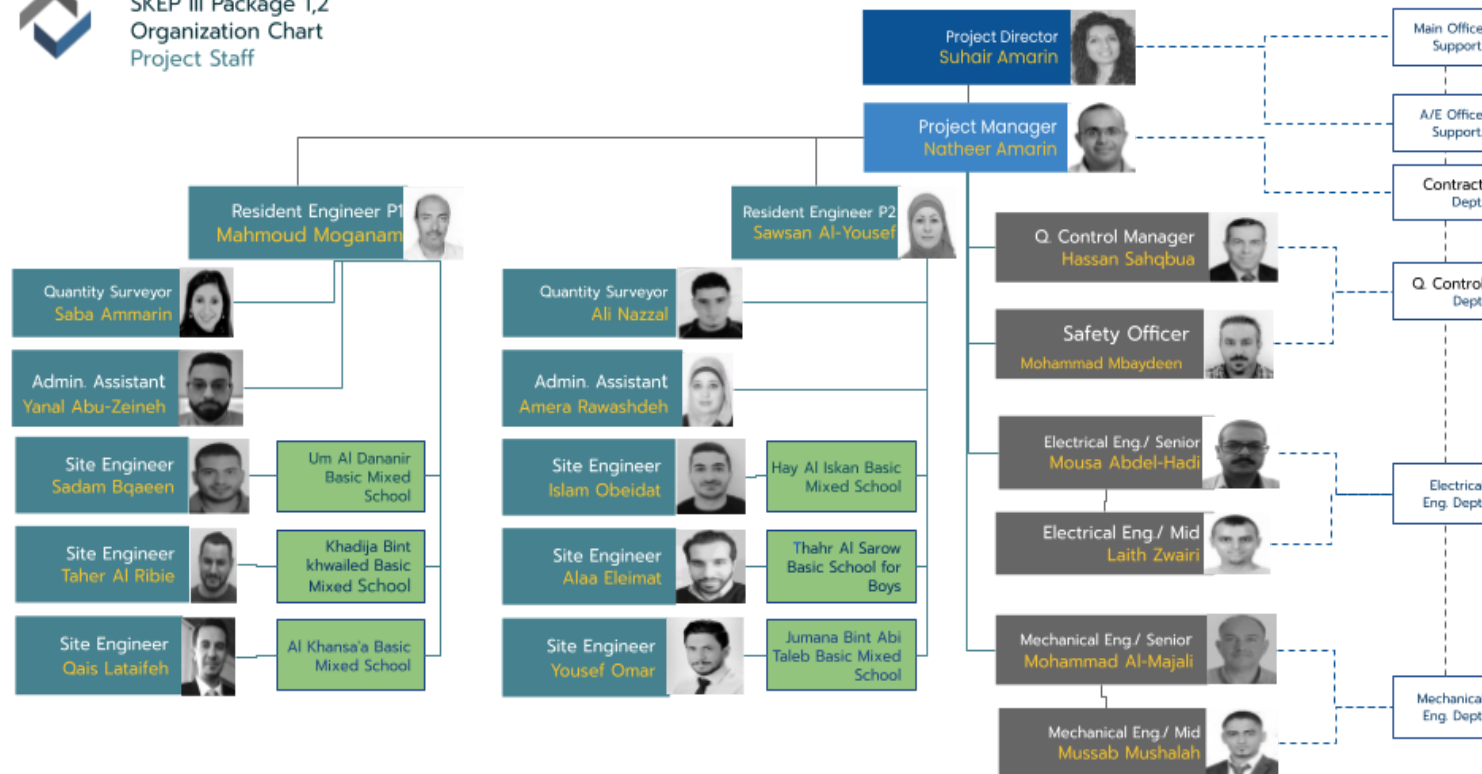 SKEP III Package 1,2
Organization Chart
Project Staff
Project Director
Suhair Amarin
Project Manager
Natheer Amarin
Main Office
Support
A/E Office
Support
Contract
Dept
Resident Engineer P1
Mahmoud Moganam
Resident Engineer P2
Sawsan Al-Yousef
Q. Control Manager
Hassan Sahqbua
Q. Control
Dept
Quantity Surveyor
Saba Ammarin
Quantity Surveyor
Ali Nazzal
Safety Officer
Mohammad Mbaydeen
Admin. Assistant
Yanal Abu-Zeineh
Admin. Assistant
Amera Rawashdeh
Site Engineer
Sadam Bqaeen
Um Al Dananir
Basic Mixed
School
Site Engineer
Islam Obeidat
Hay Al Iskan Basic
Mixed School
Electrical Eng./ Senior
Mousa Abdel-Hadi
Electrical
Eng. Dept
Site Engineer
Taher Al Ribie
Khadija Bint
khwailed Basic
Mixed School
Site Engineer
Alaa Eleimat
Thahr Al Sarow
Basic School for
Boys
Electrical Eng./ Mid
Laith Zwairi
Site Engineer
Qais Lataifeh
Al Khansa'a Basic
Mixed School
Site Engineer
Yousef Omar
Jumana Bint Abi
Taleb Basic Mixed
School
Mechanical Eng./ Senior
Mohammad Al-Majali
Mechanica
Eng. Dept
Mechanical Eng./ Mid
Mussab Mushalah